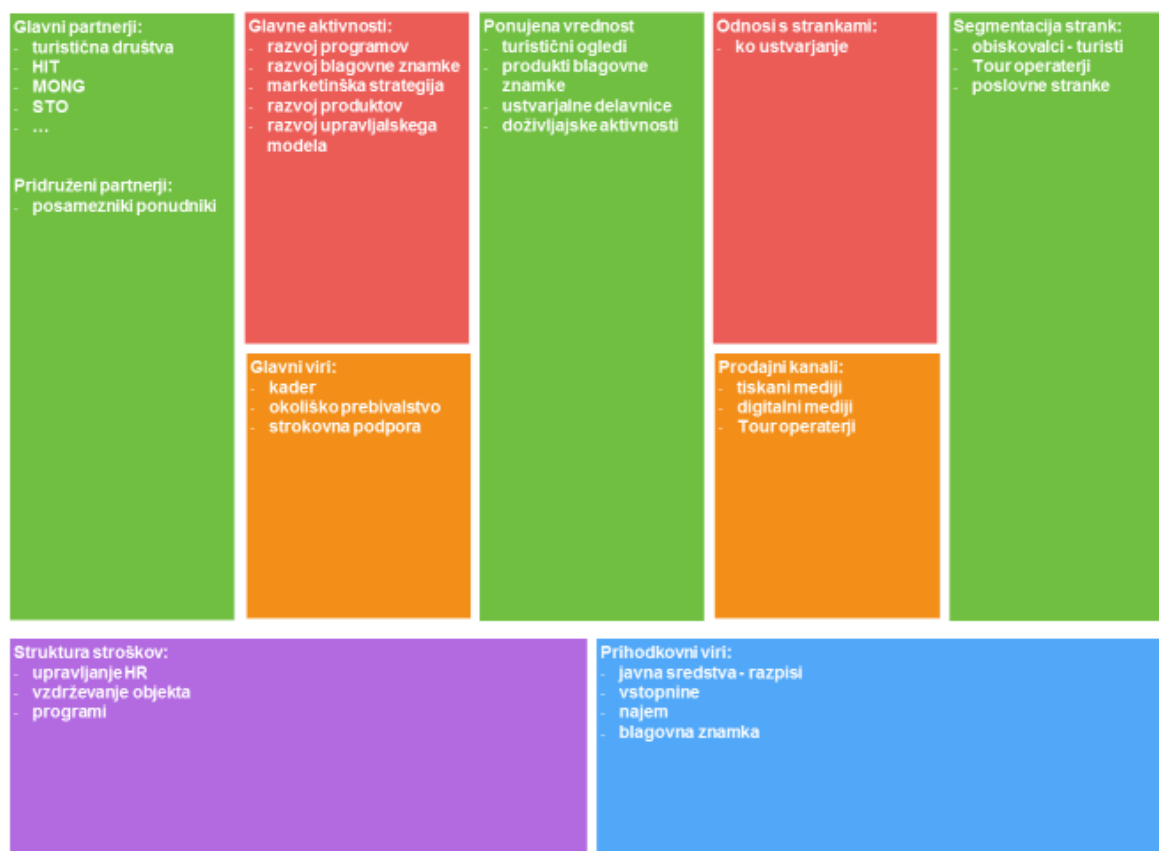 Glavni partnerji:
- turistična društva
- HIT
- MONG
- STO
- ...
Pridruženi partnerji:
- posamezniki ponudniki
Glavne aktivnosti:
- razvoj programov
- razvoj blagovne znamke
- marketinška strategija
- razvoj produktov
- razvoj upravljalskega
modela
Glavni viri:
- kader
- okoliško prebivalstvo
- strokovna podpora
Ponujena vrednost
- turistični ogledi
- produkti blagovne
znamke
- ustvarjalne delavnice
- doživljajske aktivnosti
Odnosi s strankami:
- ko ustvarjanje
Prodajni kanali:
- tiskani mediji
- digitalni mediji
- Tour operaterji
Segmentacija strank:
- obiskovalci - turisti
- Tour operaterji
- poslovne stranke
Struktura stroškov:
- upravljanje HR
- vzdrževanje objekta
- programi
Prihodkovni viri:
- javna sredstva - razpisi
- vstopnine
- najem
- blagovna znamka